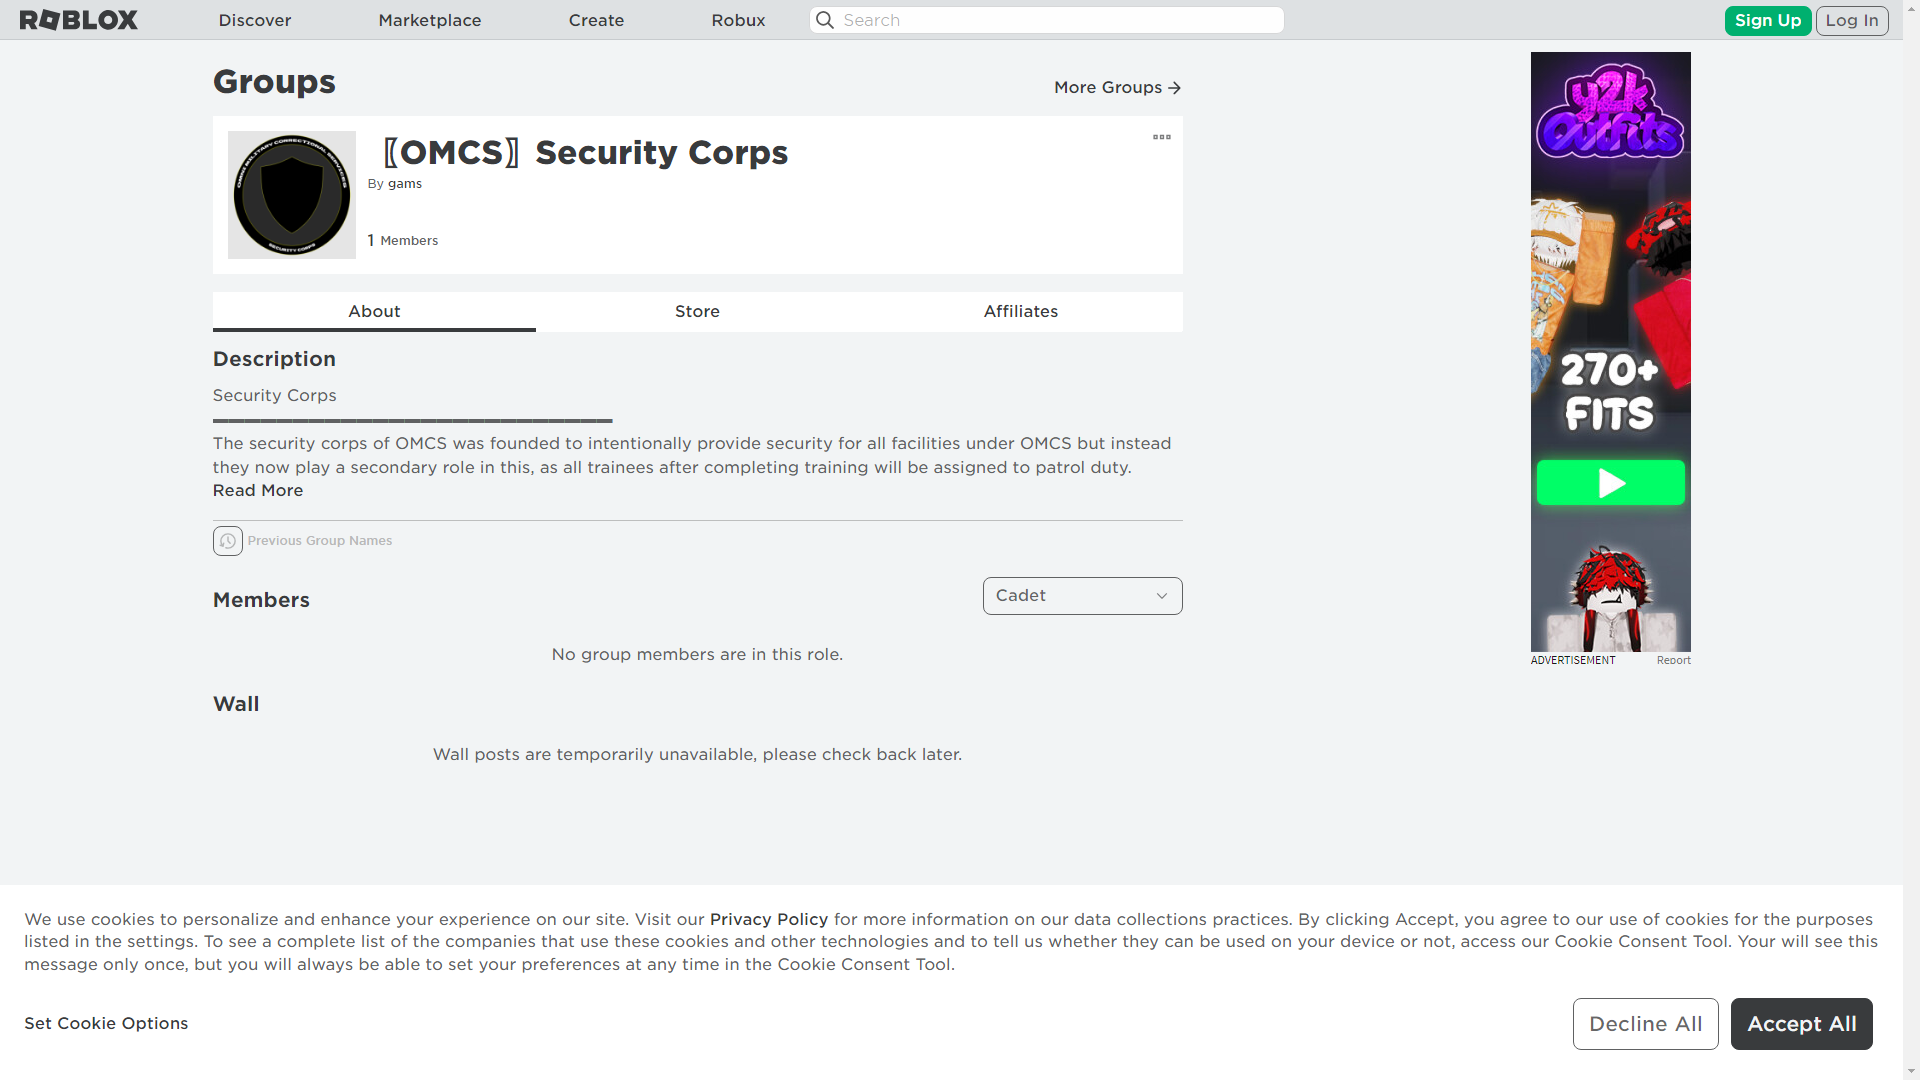 ROBLOX
Discover
Marketplace
Create
Robux
Search
Sign Up
Log In
Groups
More Groups
OMNI MILITARY CORRECTIONAL SERVICES
SECURITY CORPS
〖OMCS〗Security Corps
By gams
1 Members
About
Store
Affiliates
Description
Security Corps
▬▬▬▬▬▬▬▬▬▬▬▬▬▬▬▬▬▬▬▬▬▬▬▬▬
The security corps of OMCS was founded to intentionally provide security for all facilities under OMCS but instead
they now play a secondary role in this, as all trainees after completing training will be assigned to patrol duty.
Read More
Previous Group Names
Members
Cadet
No group members are in this role.
Wall
Wall posts are temporarily unavailable, please check back later.
y2k
Outfits
270+
FITS
ADVERTISEMENT
Report
We use cookies to personalize and enhance your experience on our site. Visit our Privacy Policy for more information on our data collections practices. By clicking Accept, you agree to our use of cookies for the purposes
listed in the settings. To see a complete list of the companies that use these cookies and other technologies and to tell us whether they can be used on your device or not, access our Cookie Consent Tool. Your will see this
message only once, but you will always be able to set your preferences at any time in the Cookie Consent Tool.
Set Cookie Options
Decline All
Accept All